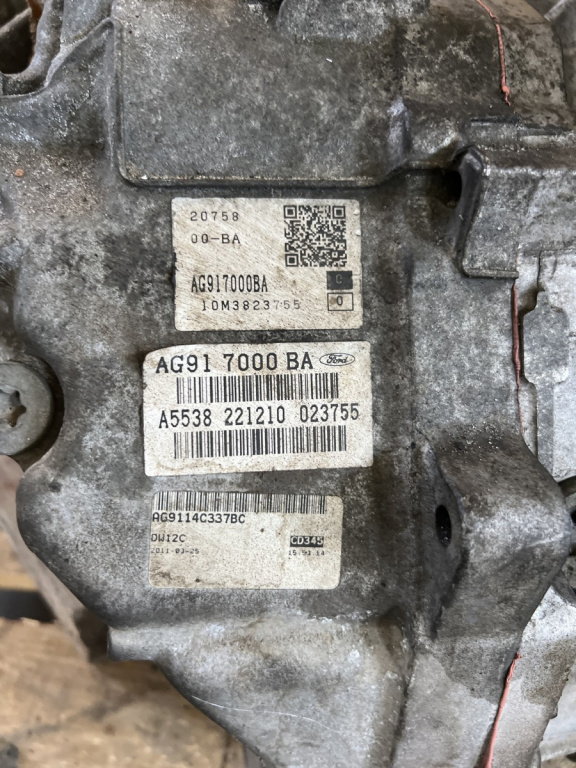 20758
00-BA
AG917000BA
10M3823755
0
AG91 7000 BA Ford
A5538 221210 023755
AG9114C337BC
DW12C CD345
2011-03-25